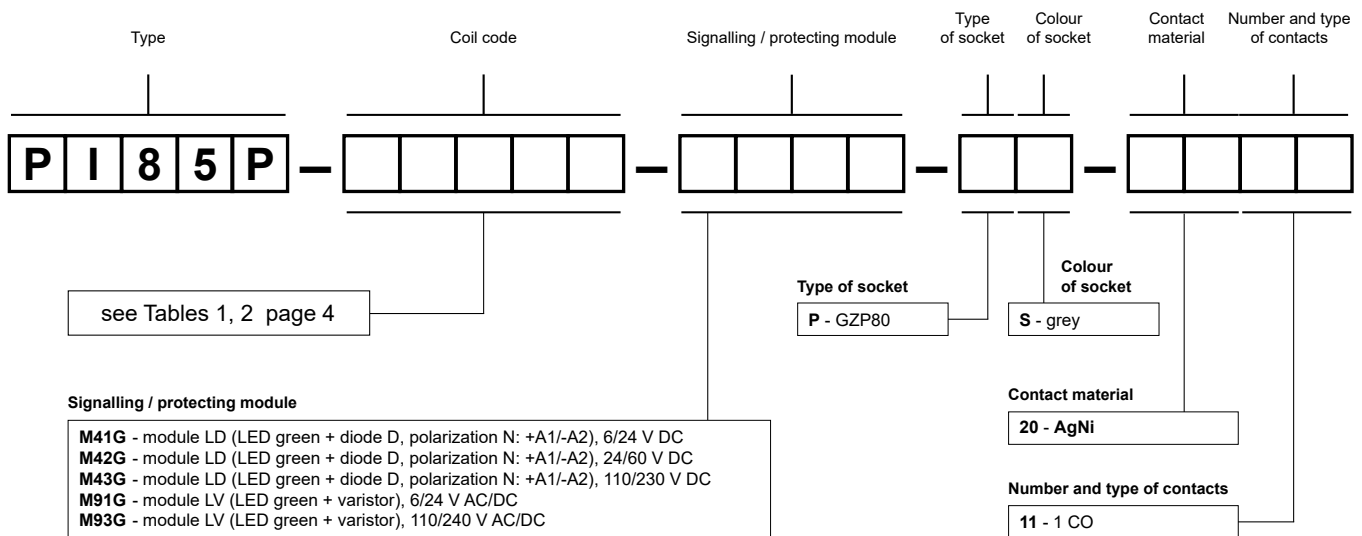 Type
Coil code
Signalling / protecting module
Type
of socket
Colour
of socket
Contact
material
Number and type
of contacts
P I 8 5 P – – – –
see Tables 1, 2 page 4
Type of socket
P - GZP80
Colour
of socket
S - grey
Signalling / protecting module
M41G - module LD (LED green + diode D, polarization N: +A1/-A2), 6/24 V DC
M42G - module LD (LED green + diode D, polarization N: +A1/-A2), 24/60 V DC
M43G - module LD (LED green + diode D, polarization N: +A1/-A2), 110/230 V DC
M91G - module LV (LED green + varistor), 6/24 V AC/DC
M93G - module LV (LED green + varistor), 110/240 V AC/DC
Contact material
20 - AgNi
Number and type of contacts
11 - 1 CO